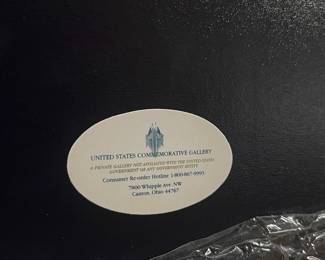 UNITED STATES COMMEMORATIVE GALLERY
A PRIVATE GALLERY NOT AFFILIATED WITH THE UNITED STATES
GOVERNMENT OR ANY GOVERNMENT ENTITY
Consumer Re-order Hotline 1-800-867-9993
7800 Whipple Ave. NW
Canton, Ohio 44767